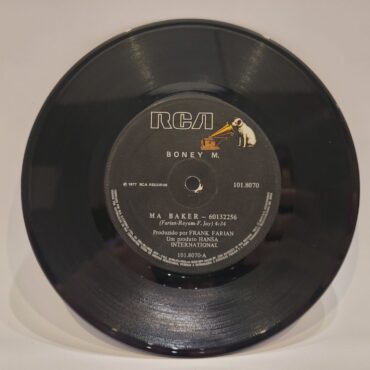 RCA
BONEY M.
℗ 1977 RCA RECORDS
101.8070
MA BAKER – 60132256
(Farian-Reyam-F. Jay) 4:34
Produzido por FRANK FARIAN
Um produto HANSA
INTERNATIONAL
101.8070-A